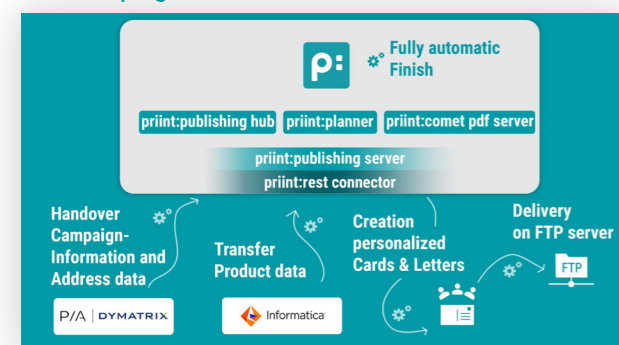 p:
Fully automatic
Finish
priint:publishing hub
priint:planner
priint:comet pdf server
priint:publishing server
priint:rest connector
Handover
Campaign-
Information and
Address data
Transfer
Product data
Creation
personalized
Cards & Letters
Delivery
on FTP server
FTP
P/A | DYMATRIX
Informatica